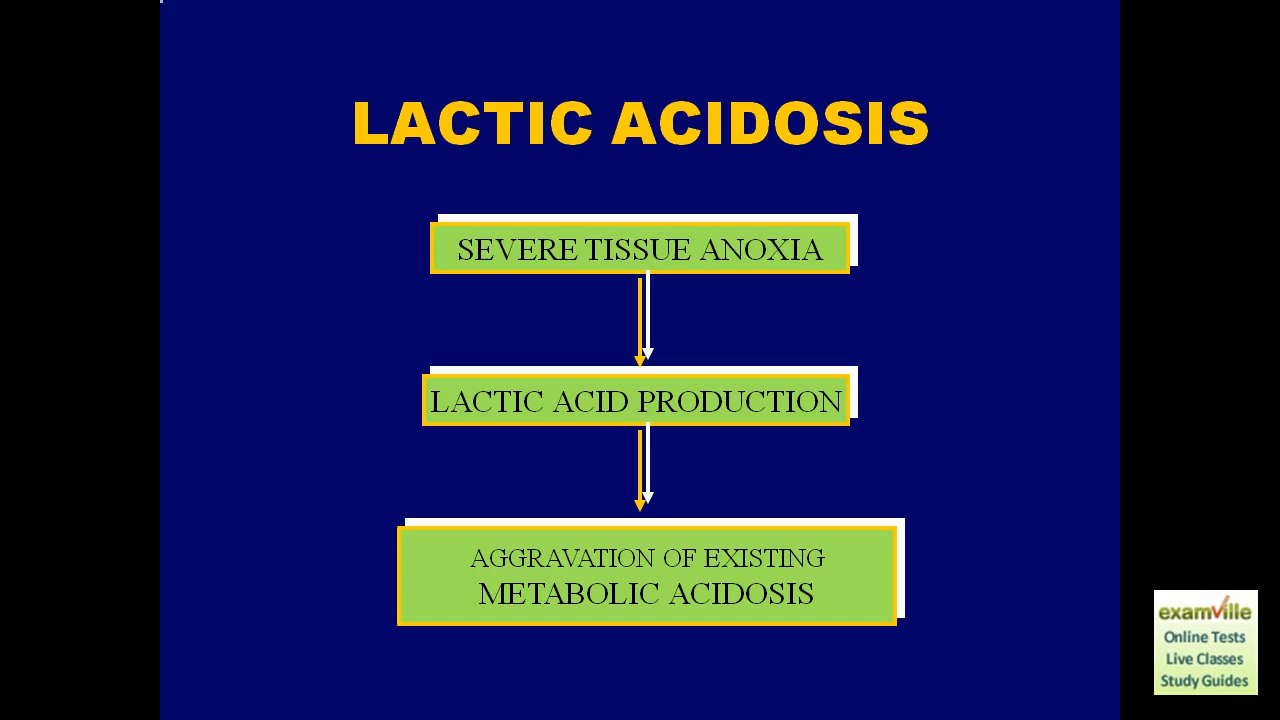 LACTIC ACIDOSIS
SEVERE TISSUE ANOXIA
LACTIC ACID PRODUCTION
AGGRAVATION OF EXISTING
METABOLIC ACIDOSIS
examville
Online Tests
Live Classes
Study Guides